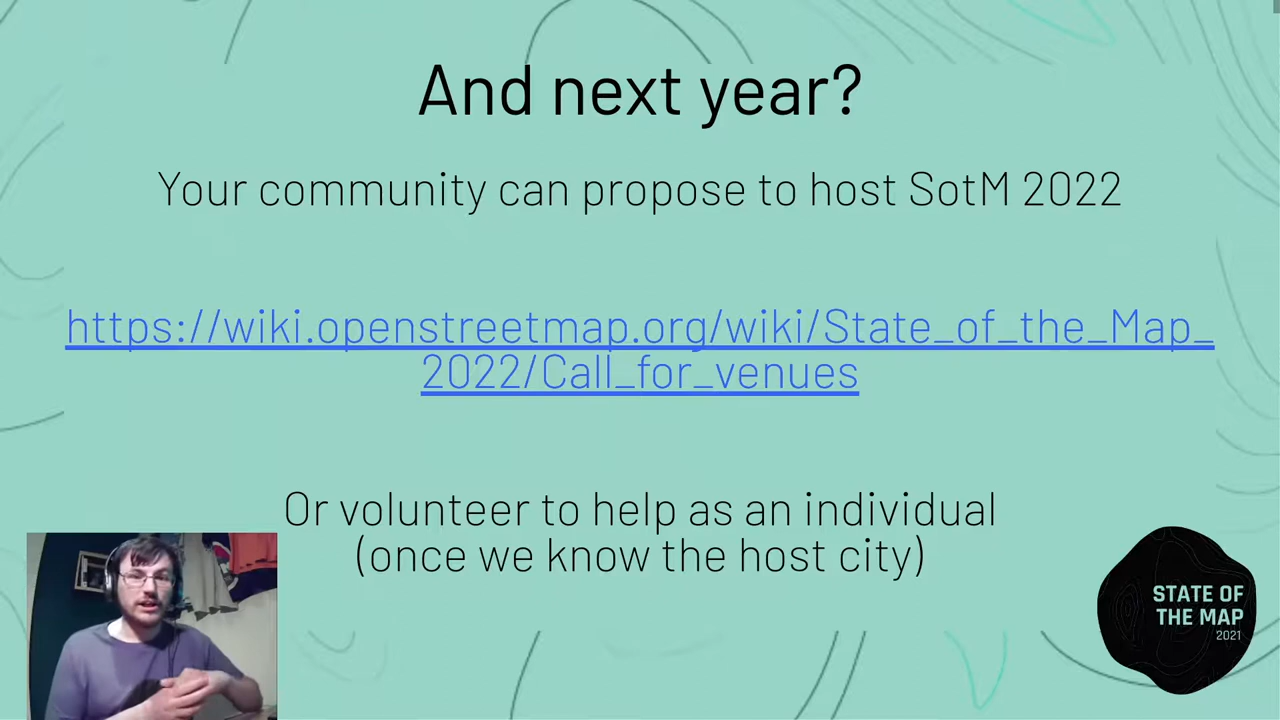 And next year?
Your community can propose to host SotM 2022
https://wiki.openstreetmap.org/wiki/State_of_the_Map_
2022/Call_for_venues
Or volunteer to help as an individual
(once we know the host city)
STATE OF
THE MAP
2021